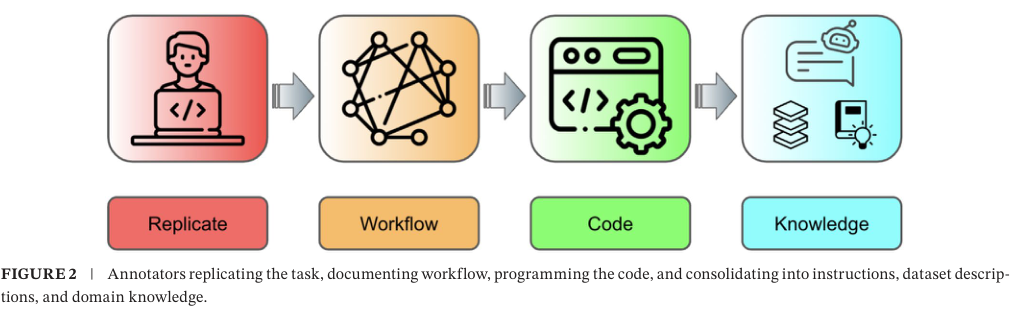 </>
</>
Replicate
Workflow
Code
Knowledge
FIGURE 2 | Annotators replicating the task, documenting workflow, programming the code, and consolidating into instructions, dataset descrip-
tions, and domain knowledge.